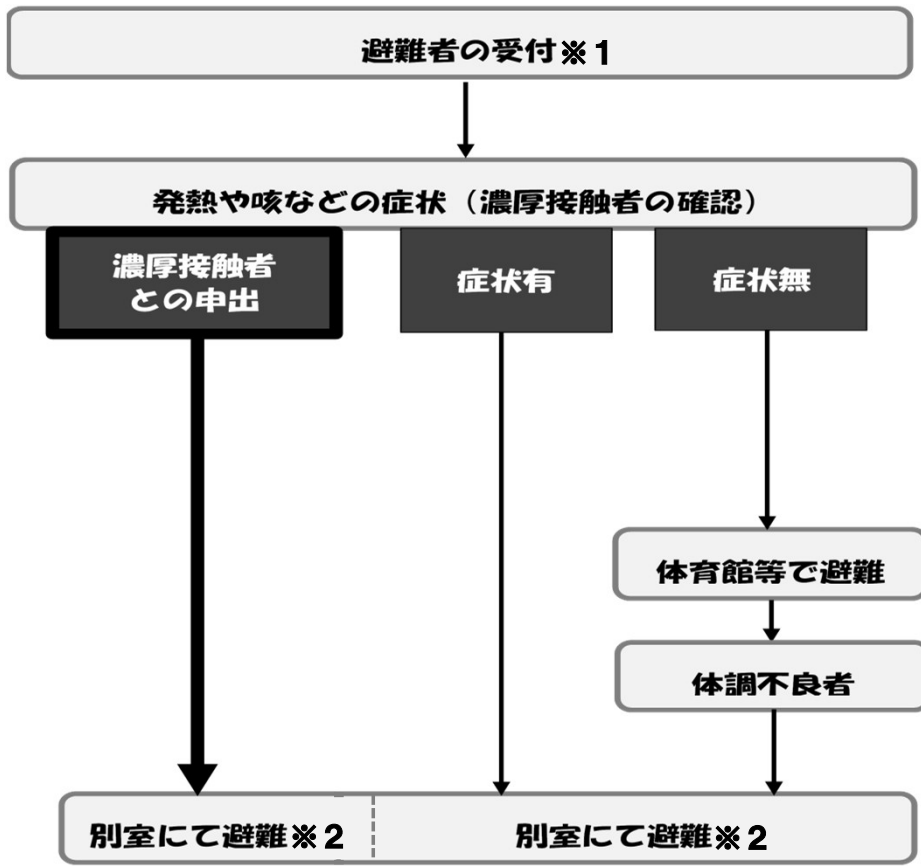 避難者の受付※1
発熱や咳などの症状（濃厚接触者の確認）
濃厚接触者
との申出
症状有
症状無
体育館等で避難
体調不良者
別室にて避難※2
別室にて避難※2